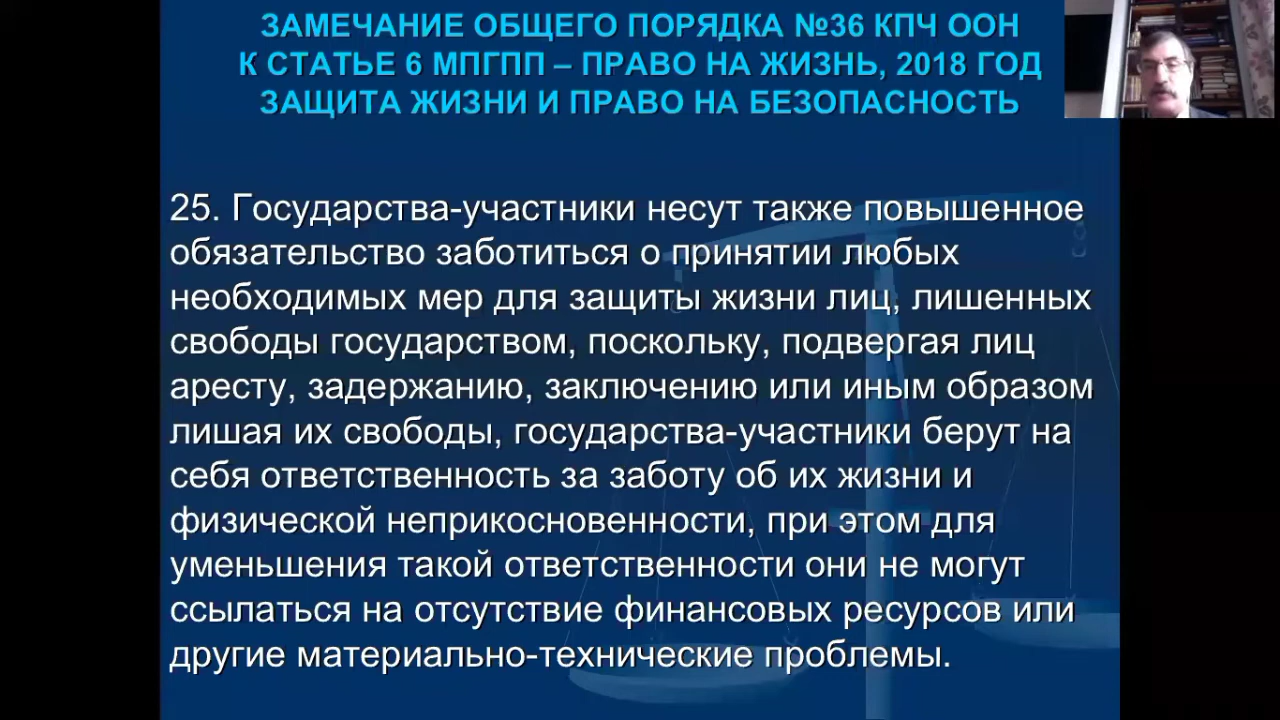 ЗАМЕЧАНИЕ ОБЩЕГО ПОРЯДКА №36 КПЧ ООН
К СТАТЬЕ 6 МПГПП – ПРАВО НА ЖИЗНЬ, 2018 ГОД
ЗАЩИТА ЖИЗНИ И ПРАВО НА БЕЗОПАСНОСТЬ
25. Государства-участники несут также повышенное
обязательство заботиться о принятии любых
необходимых мер для защиты жизни лиц, лишенных
свободы государством, поскольку, подвергая лиц
аресту, задержанию, заключению или иным образом
лишая их свободы, государства-участники берут на
себя ответственность за заботу об их жизни и
физической неприкосновенности, при этом для
уменьшения такой ответственности они не могут
ссылаться на отсутствие финансовых ресурсов или
другие материально-технические проблемы.